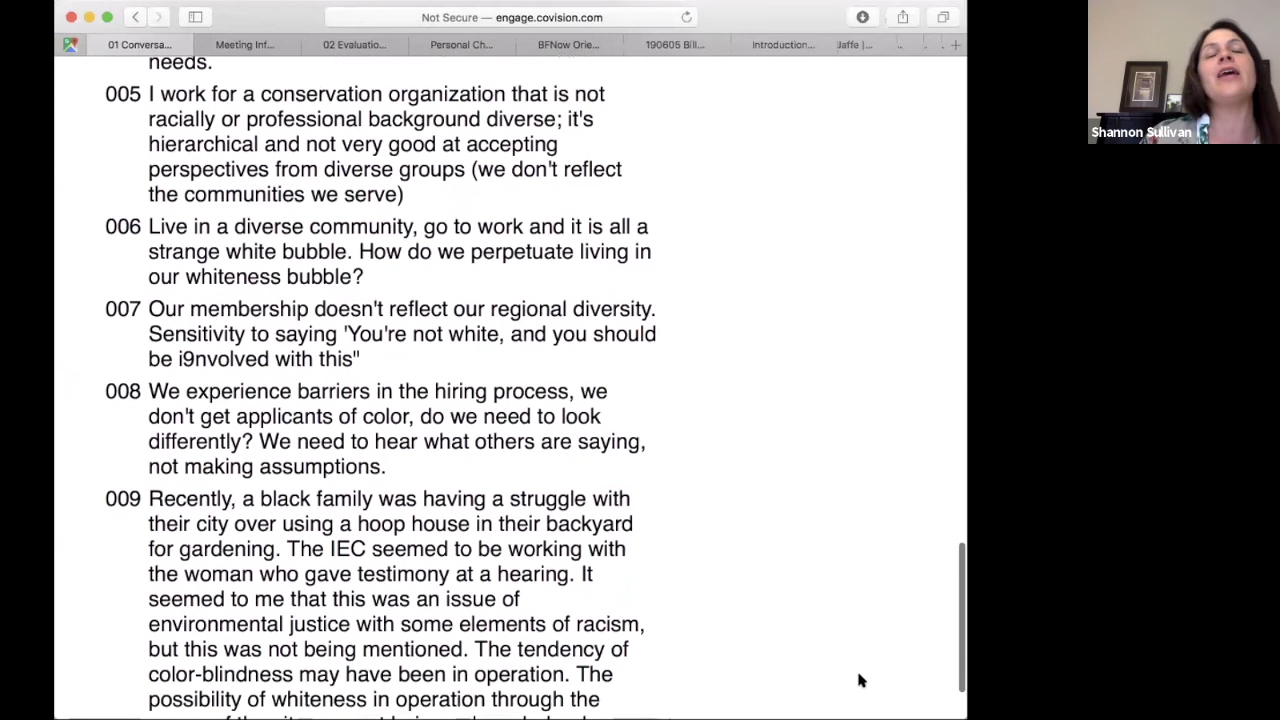 Not Secure — engage.covision.com
01 Conversa...
Meeting Inf...
02 Evaluatio...
Personal Ch...
BFNow Orie...
190605 Bill...
Introduction...
Jaffe |...
needs.
005 I work for a conservation organization that is not
racially or professional background diverse; it's
hierarchical and not very good at accepting
perspectives from diverse groups (we don't reflect
the communities we serve)
006 Live in a diverse community, go to work and it is all a
strange white bubble. How do we perpetuate living in
our whiteness bubble?
007 Our membership doesn't reflect our regional diversity.
Sensitivity to saying 'You're not white, and you should
be i9nvolved with this"
008 We experience barriers in the hiring process, we
don't get applicants of color, do we need to look
differently? We need to hear what others are saying,
not making assumptions.
009 Recently, a black family was having a struggle with
their city over using a hoop house in their backyard
for gardening. The IEC seemed to be working with
the woman who gave testimony at a hearing. It
seemed to me that this was an issue of
environmental justice with some elements of racism,
but this was not being mentioned. The tendency of
color-blindness may have been in operation. The
possibility of whiteness in operation through the
Shannon Sullivan